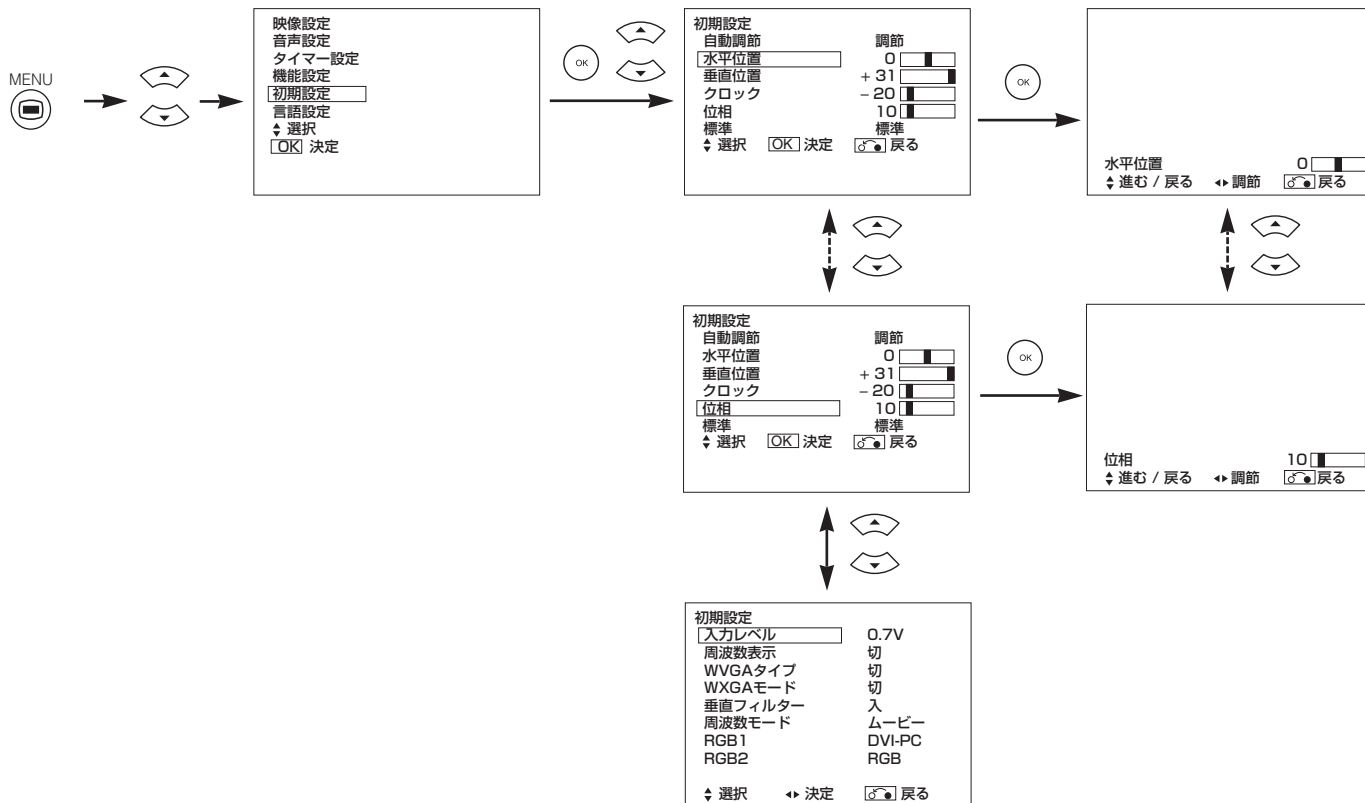 MENU
映像設定
音声設定
タイマー設定
機能設定
初期設定
言語設定
選択
OK 決定
OK
初期設定
自動調節 調節
水平位置 0
垂直位置 + 31
クロック – 20
位相 10
標準 標準
選択 OK 決定 戻る
OK
水平位置 0
進む / 戻る 調節 戻る
初期設定
自動調節 調節
水平位置 0
垂直位置 + 31
クロック – 20
位相 10
標準 標準
選択 OK 決定 戻る
OK
位相 10
進む / 戻る 調節 戻る
初期設定
入力レベル 0.7V
周波数表示 切
WVGAタイプ 切
WXGAモード 切
垂直フィルター 入
周波数モード ムービー
RGB1 DVI-PC
RGB2 RGB
選択 決定 戻る